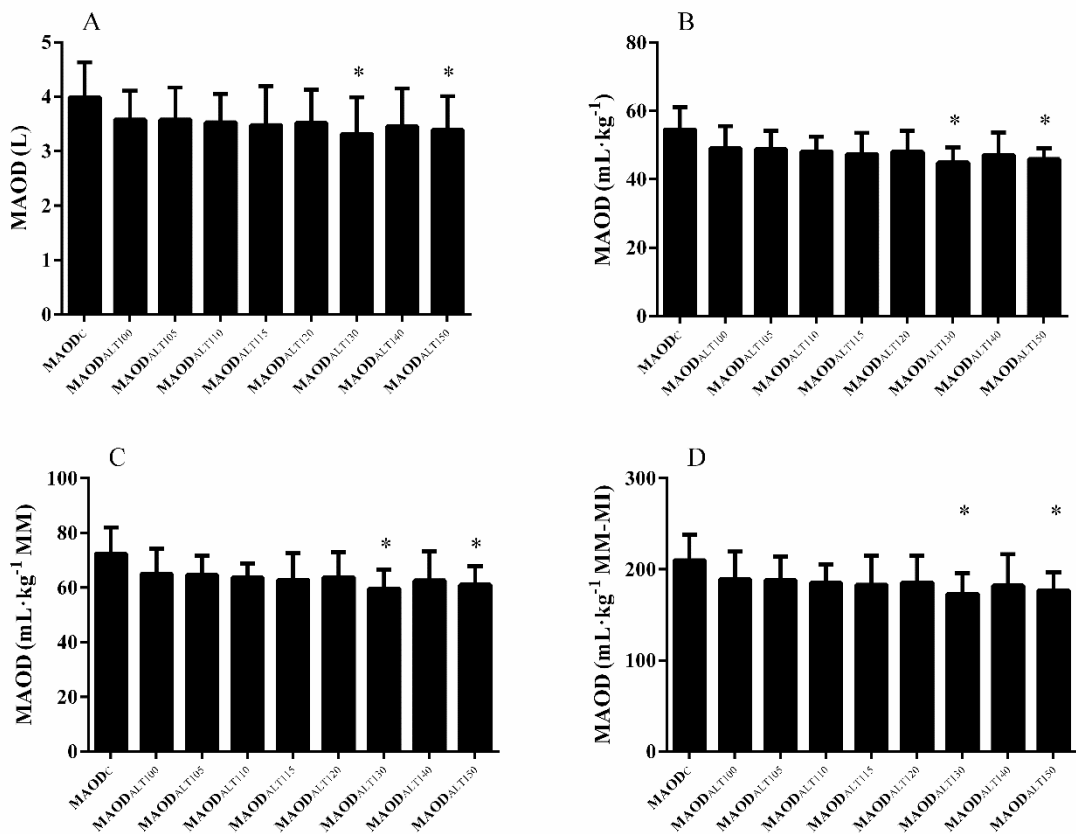 A
MAOD (L)
5
4
3
2
1
0
* *
MAODC
MAODALT100
MAODALT105
MAODALT110
MAODALT115
MAODALT120
MAODALT130
MAODALT140
MAODALT150
B
MAOD (mL·kg⁻¹)
80
60
40
20
0
* *
MAODC
MAODALT100
MAODALT105
MAODALT110
MAODALT115
MAODALT120
MAODALT130
MAODALT140
MAODALT150
C
MAOD (mL·kg⁻¹ MM)
100
80
60
40
20
0
* *
MAODC
MAODALT100
MAODALT105
MAODALT110
MAODALT115
MAODALT120
MAODALT130
MAODALT140
MAODALT150
D
MAOD (mL·kg⁻¹ MM-MI)
300
200
100
0
* *
MAODC
MAODALT100
MAODALT105
MAODALT110
MAODALT115
MAODALT120
MAODALT130
MAODALT140
MAODALT150